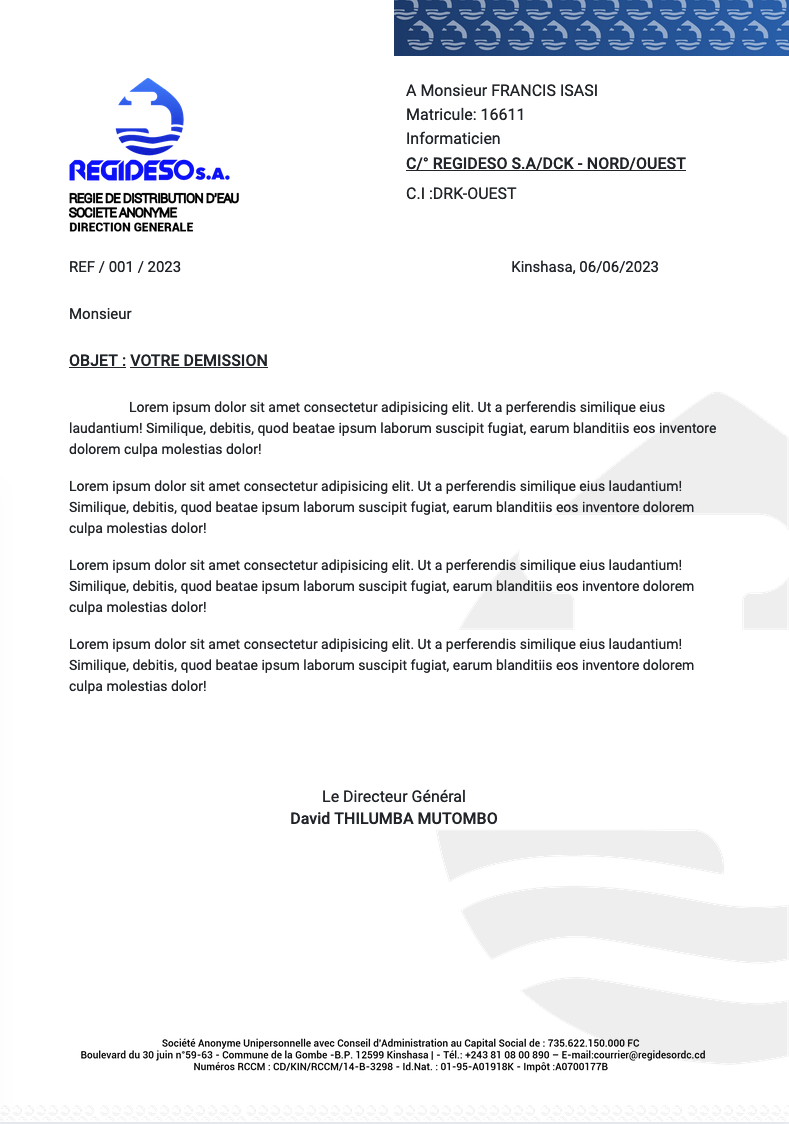 REGIDESO S.A.
REGIE DE DISTRIBUTION D'EAU
SOCIETE ANONYME
DIRECTION GENERALE
A Monsieur FRANCIS ISASI
Matricule: 16611
Informaticien
C/° REGIDESO S.A/DCK - NORD/OUEST
C.I :DRK-OUEST
REF / 001 / 2023
Kinshasa, 06/06/2023
Monsieur
OBJET : VOTRE DEMISSION
Lorem ipsum dolor sit amet consectetur adipisicing elit. Ut a perferendis similique eius
laudantium! Similique, debitis, quod beatae ipsum laborum suscipit fugiat, earum blanditiis eos inventore
dolorem culpa molestias dolor!
Lorem ipsum dolor sit amet consectetur adipisicing elit. Ut a perferendis similique eius laudantium!
Similique, debitis, quod beatae ipsum laborum suscipit fugiat, earum blanditiis eos inventore dolorem
culpa molestias dolor!
Lorem ipsum dolor sit amet consectetur adipisicing elit. Ut a perferendis similique eius laudantium!
Similique, debitis, quod beatae ipsum laborum suscipit fugiat, earum blanditiis eos inventore dolorem
culpa molestias dolor!
Lorem ipsum dolor sit amet consectetur adipisicing elit. Ut a perferendis similique eius laudantium!
Similique, debitis, quod beatae ipsum laborum suscipit fugiat, earum blanditiis eos inventore dolorem
culpa molestias dolor!
Le Directeur Général
David THILUMBA MUTOMBO
Société Anonyme Unipersonnelle avec Conseil d'Administration au Capital Social de : 735.622.150.000 FC
Boulevard du 30 juin n°59-63 - Commune de la Gombe -B.P. 12599 Kinshasa | - Tél.: +243 81 08 00 890 – E-mail:courrier@regidesordc.cd
Numéros RCCM : CD/KIN/RCCM/14-B-3298 - Id.Nat. : 01-95-A01918K - Impôt :A0700177B